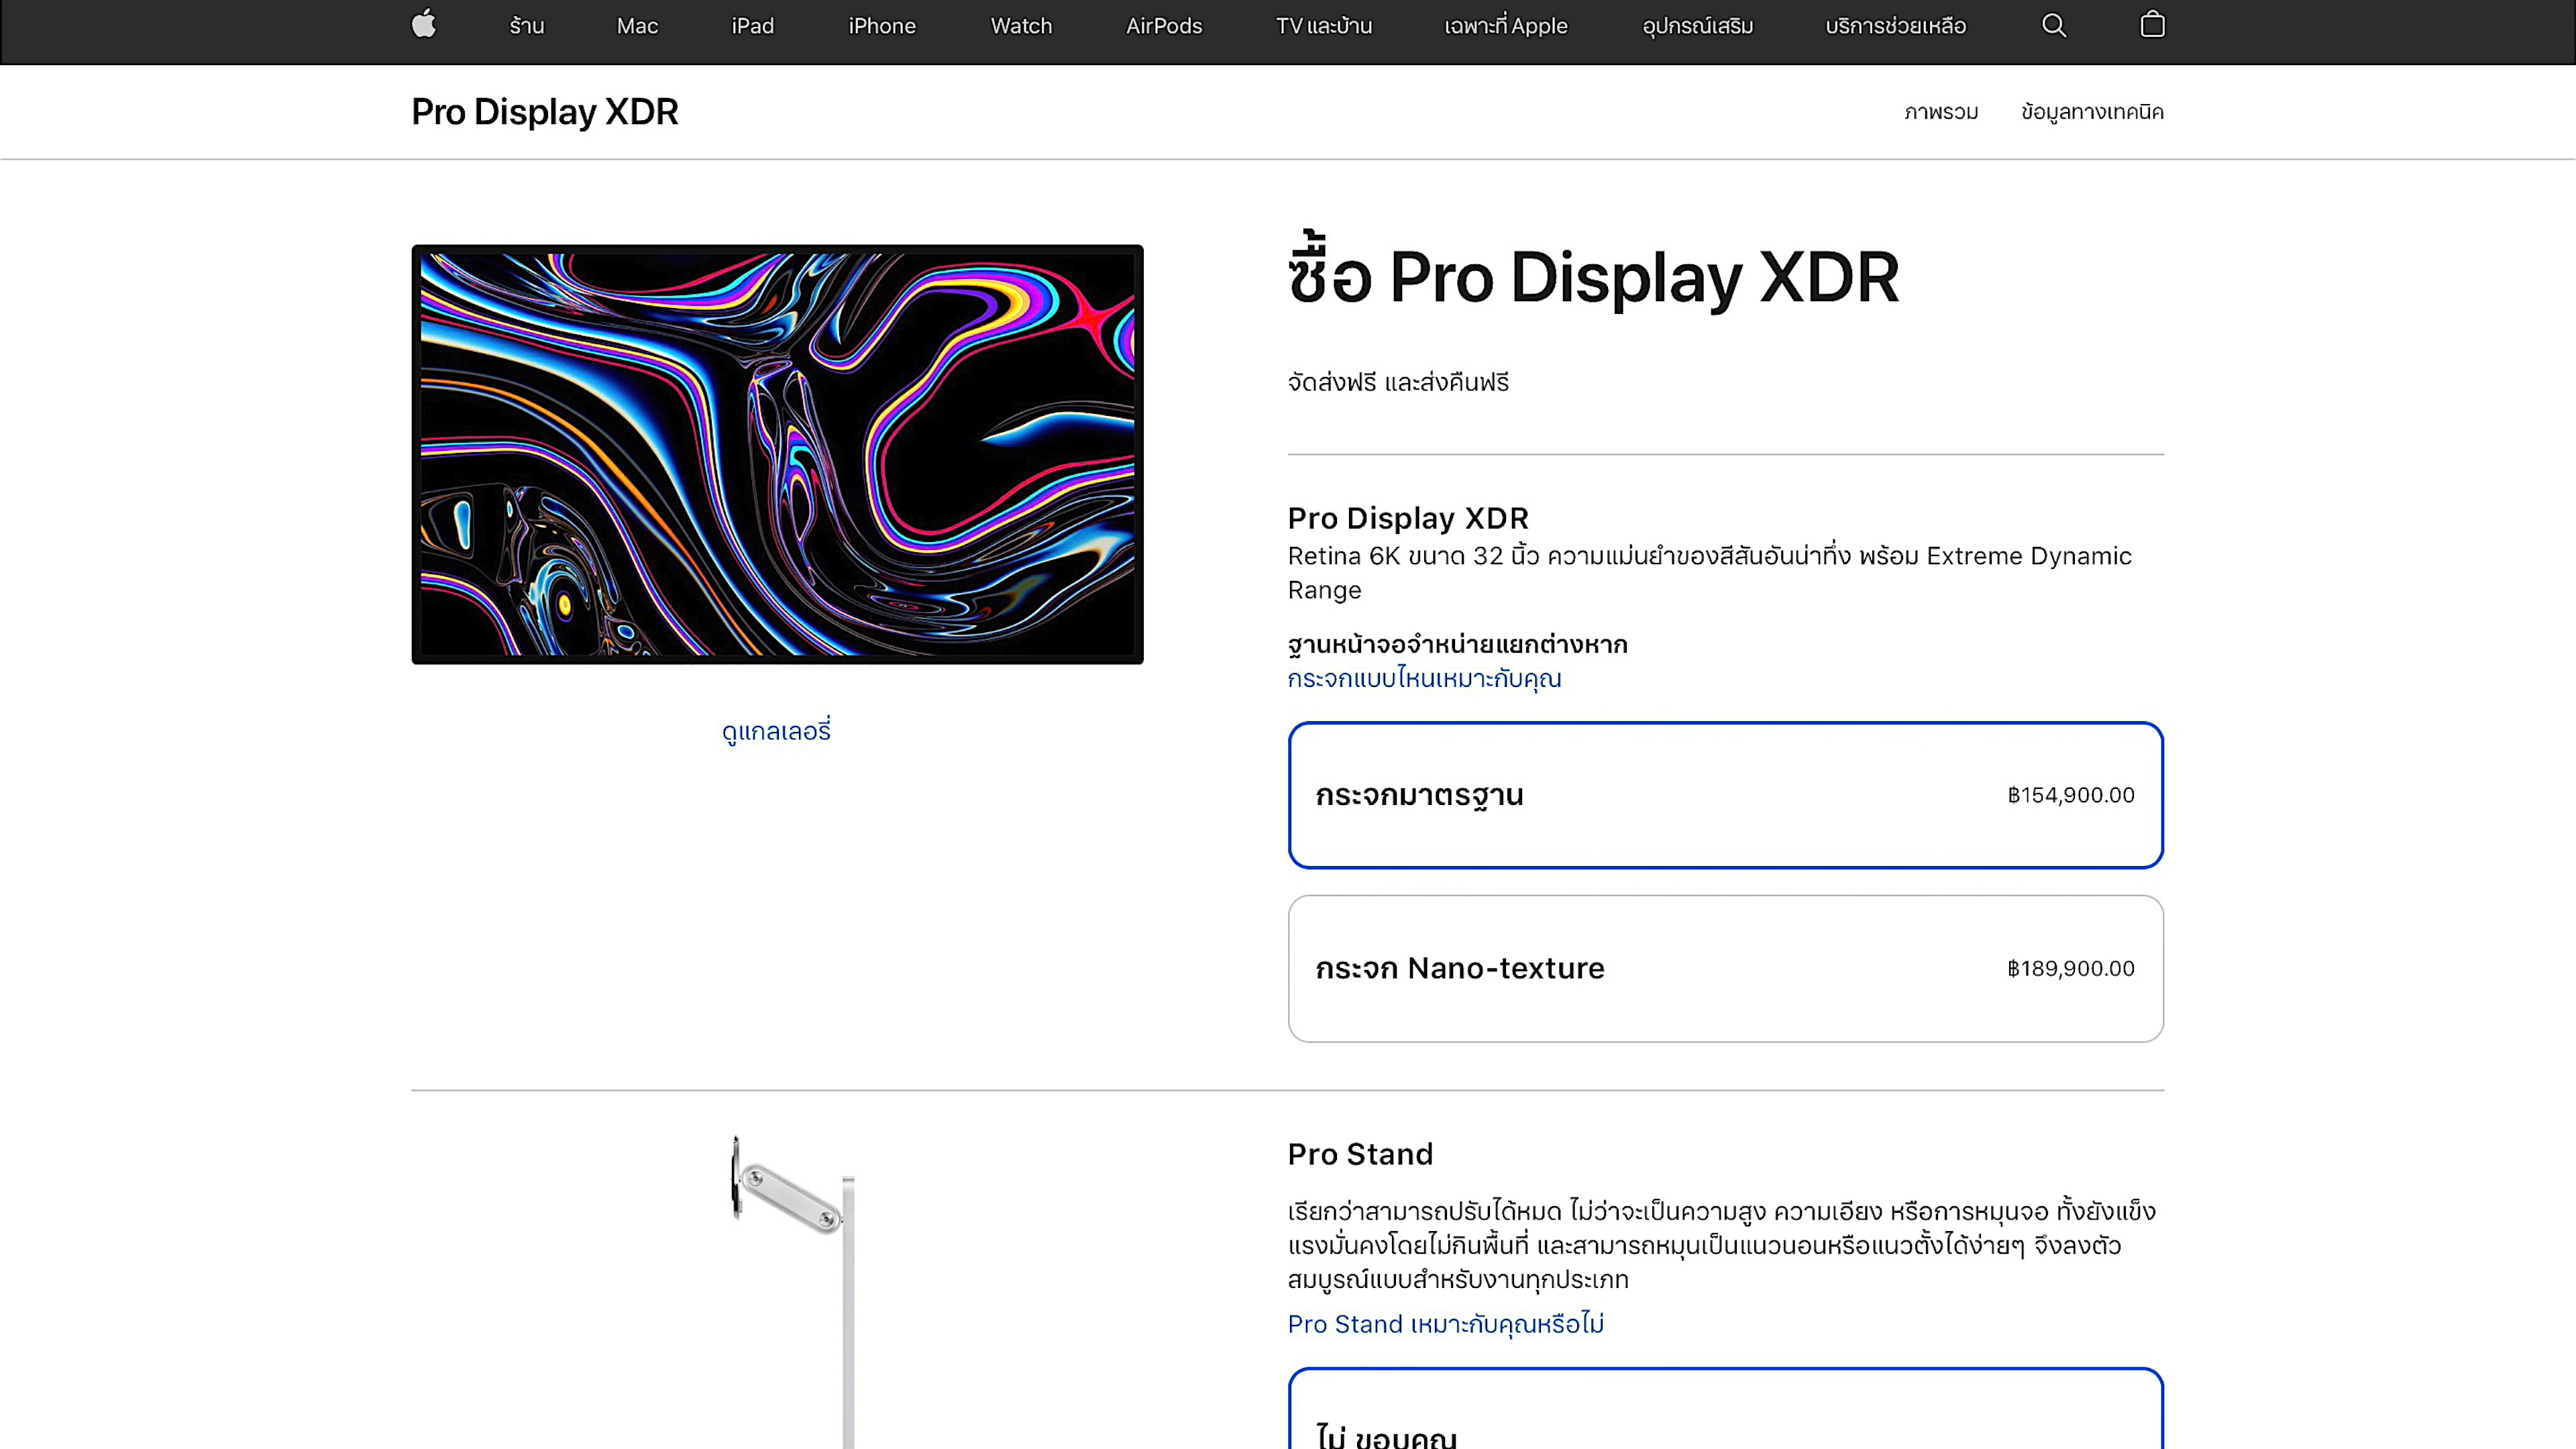 ร้าน Mac iPad iPhone Watch AirPods TV และบ้าน เฉพาะที่ Apple อุปกรณ์เสริม บริการช่วยเหลือ
Pro Display XDR
ภาพรวม ข้อมูลทางเทคนิค
ซื้อ Pro Display XDR
จัดส่งฟรี และส่งคืนฟรี
Pro Display XDR
Retina 6K ขนาด 32 นิ้ว ความแม่นยำของสีสันอันน่าทึ่ง พร้อม Extreme Dynamic
Range
ฐานหน้าจอจำหน่ายแยกต่างหาก
กระจกแบบไหนเหมาะกับคุณ
ดูแกลเลอรี่
กระจกมาตรฐาน ฿154,900.00
กระจก Nano-texture ฿189,900.00
Pro Stand
เรียกว่าสามารถปรับได้หมด ไม่ว่าจะเป็นความสูง ความเอียง หรือการหมุนจอ ทั้งยังแข็ง
แรงมั่นคงโดยไม่กินพื้นที่ และสามารถหมุนเป็นแนวนอนหรือแนวตั้งได้ง่ายๆ จึงลงตัว
สมบูรณ์แบบสำหรับงานทุกประเภท
Pro Stand เหมาะกับคุณหรือไม่
ไม่ ขอบคุณ